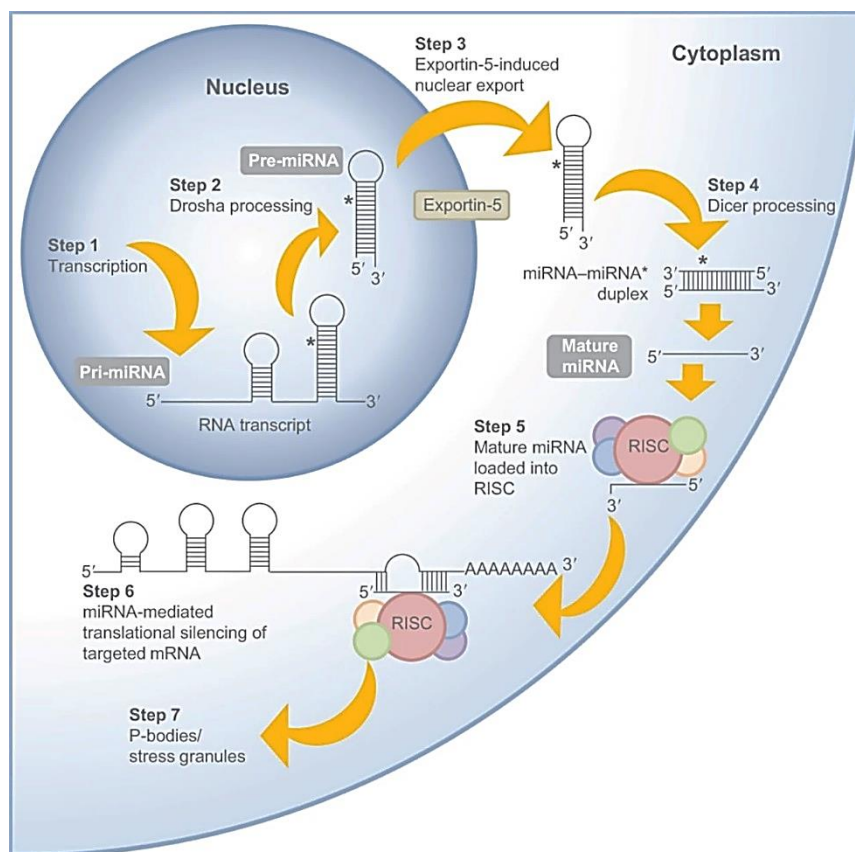 Nucleus
Cytoplasm
Step 1
Transcription
Pri-miRNA
5′
3′
RNA transcript
*
Step 2
Drosha processing
Pre-miRNA
*
5′
3′
Step 3
Exportin-5-induced
nuclear export
Exportin-5
*
5′
3′
Step 4
Dicer processing
*
miRNA–miRNA*
duplex
3′ 5′
5′ 3′
Mature
miRNA
5′ 3′
Step 5
Mature miRNA
loaded into
RISC
RISC
5′
3′
5′ AAAAAAAA 3′
5′ 3′
RISC
Step 6
miRNA-mediated
translational silencing of
targeted mRNA
Step 7
P-bodies/
stress granules